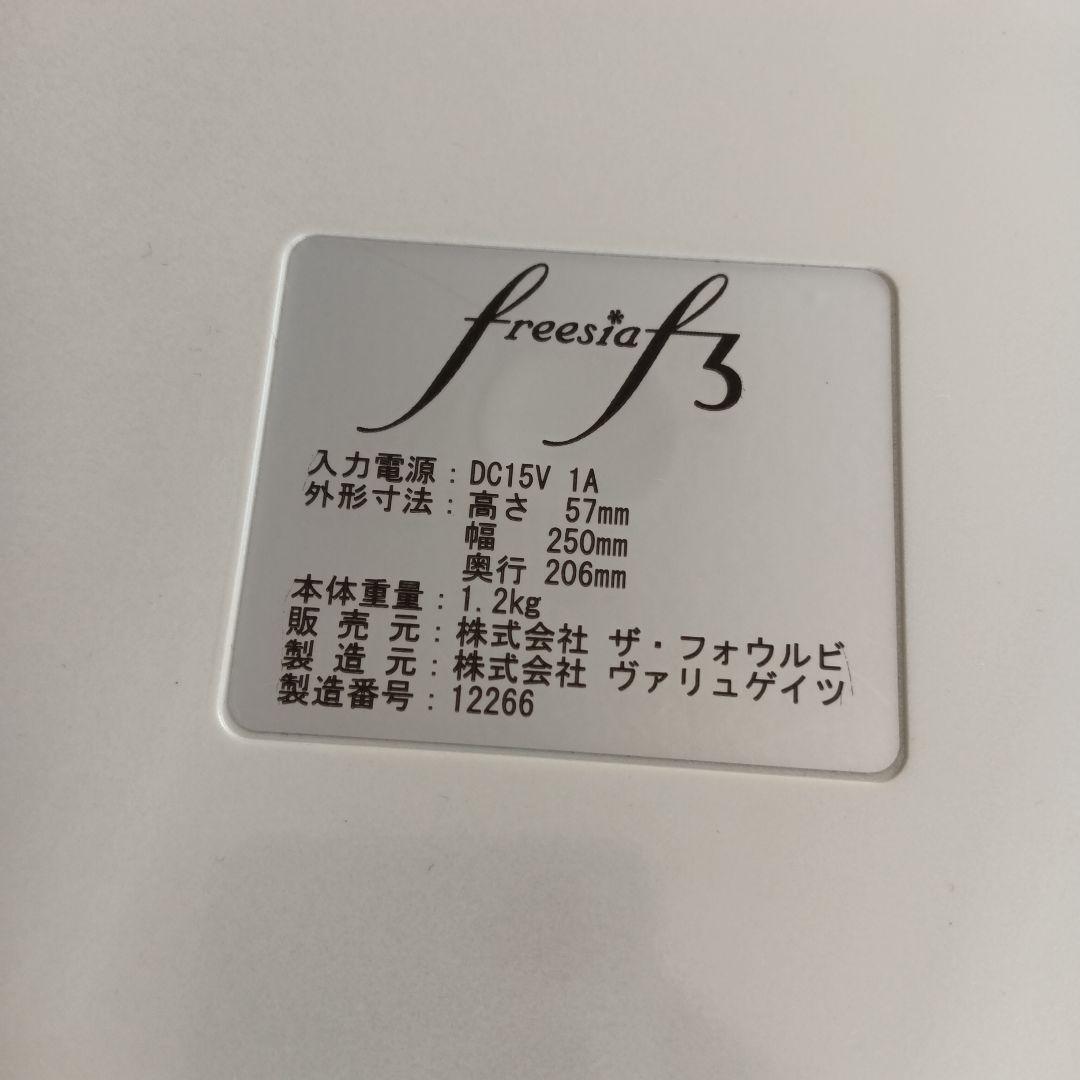 freesia f3
入力電源：DC15V 1A
外形寸法：高さ 57mm
幅 250mm
奥行 206mm
本体重量：1.2kg
販売元：株式会社 ザ・フォウルビ
製造元：株式会社 ヴァリュゲイツ
製造番号：12266